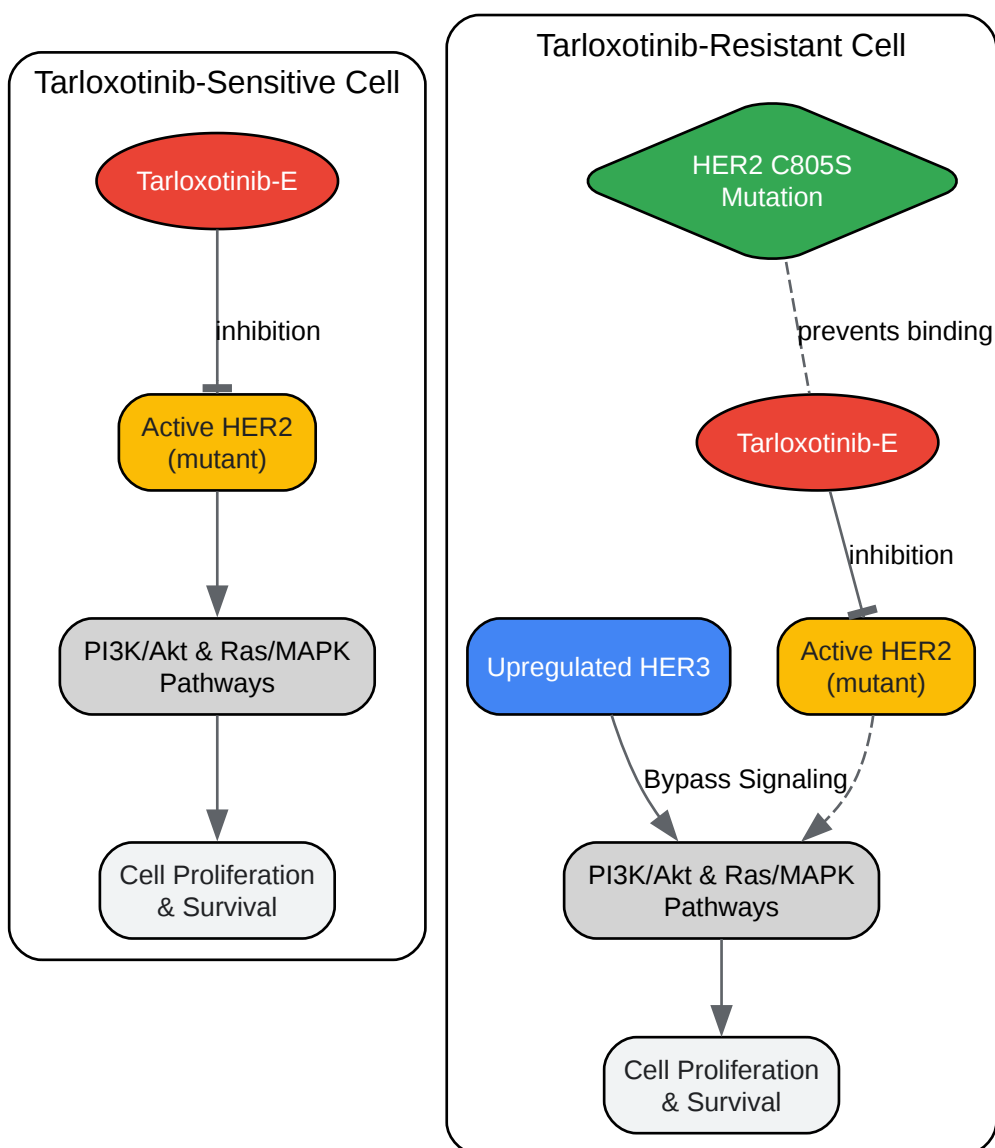 Tarloxotinib-Sensitive Cell
Tarloxotinib-E
inhibition
Active HER2
(mutant)
PI3K/Akt & Ras/MAPK
Pathways
Cell Proliferation
& Survival
Tarloxotinib-Resistant Cell
HER2 C805S
Mutation
prevents binding
Tarloxotinib-E
inhibition
Upregulated HER3
Active HER2
(mutant)
Bypass Signaling
PI3K/Akt & Ras/MAPK
Pathways
Cell Proliferation
& Survival